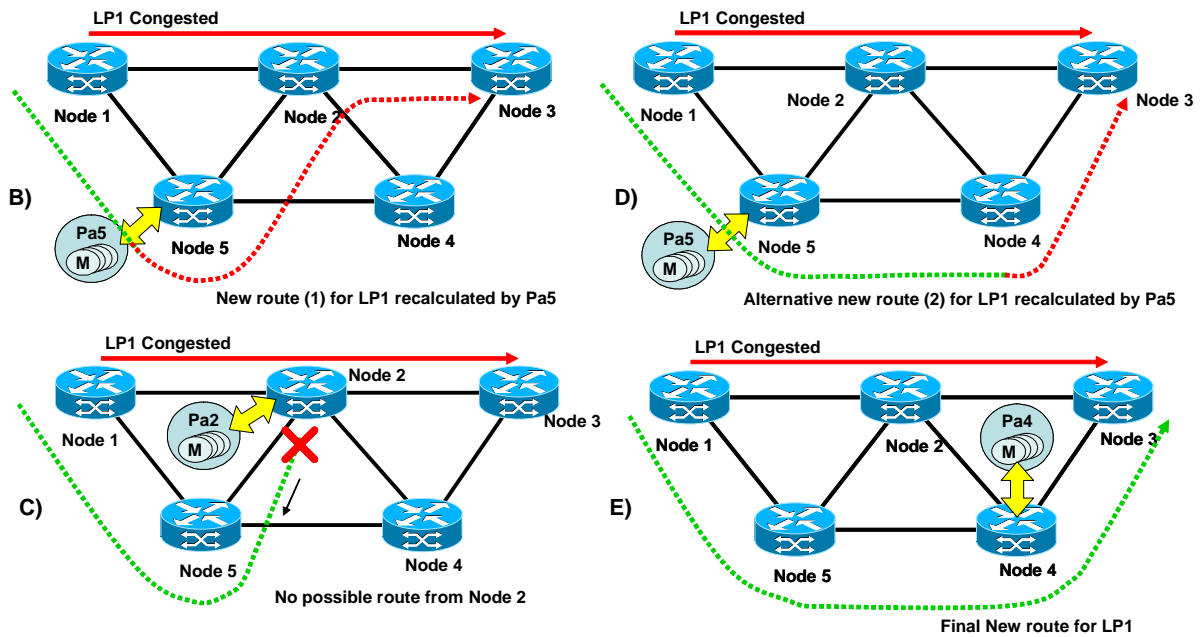 LP1 Congested
Node 1
Node 2
Node 3
B)
Pa5
M
Node 5
Node 4
New route (1) for LP1 recalculated by Pa5
LP1 Congested
Node 1
Node 2
Node 3
D)
Pa5
M
Node 5
Node 4
Alternative new route (2) for LP1 recalculated by Pa5
LP1 Congested
Node 2
Node 1
Pa2
M
Node 3
C)
Node 5
Node 4
No possible route from Node 2
LP1 Congested
Node 1
Node 2
Pa4
M
Node 3
E)
Node 5
Node 4
Final New route for LP1